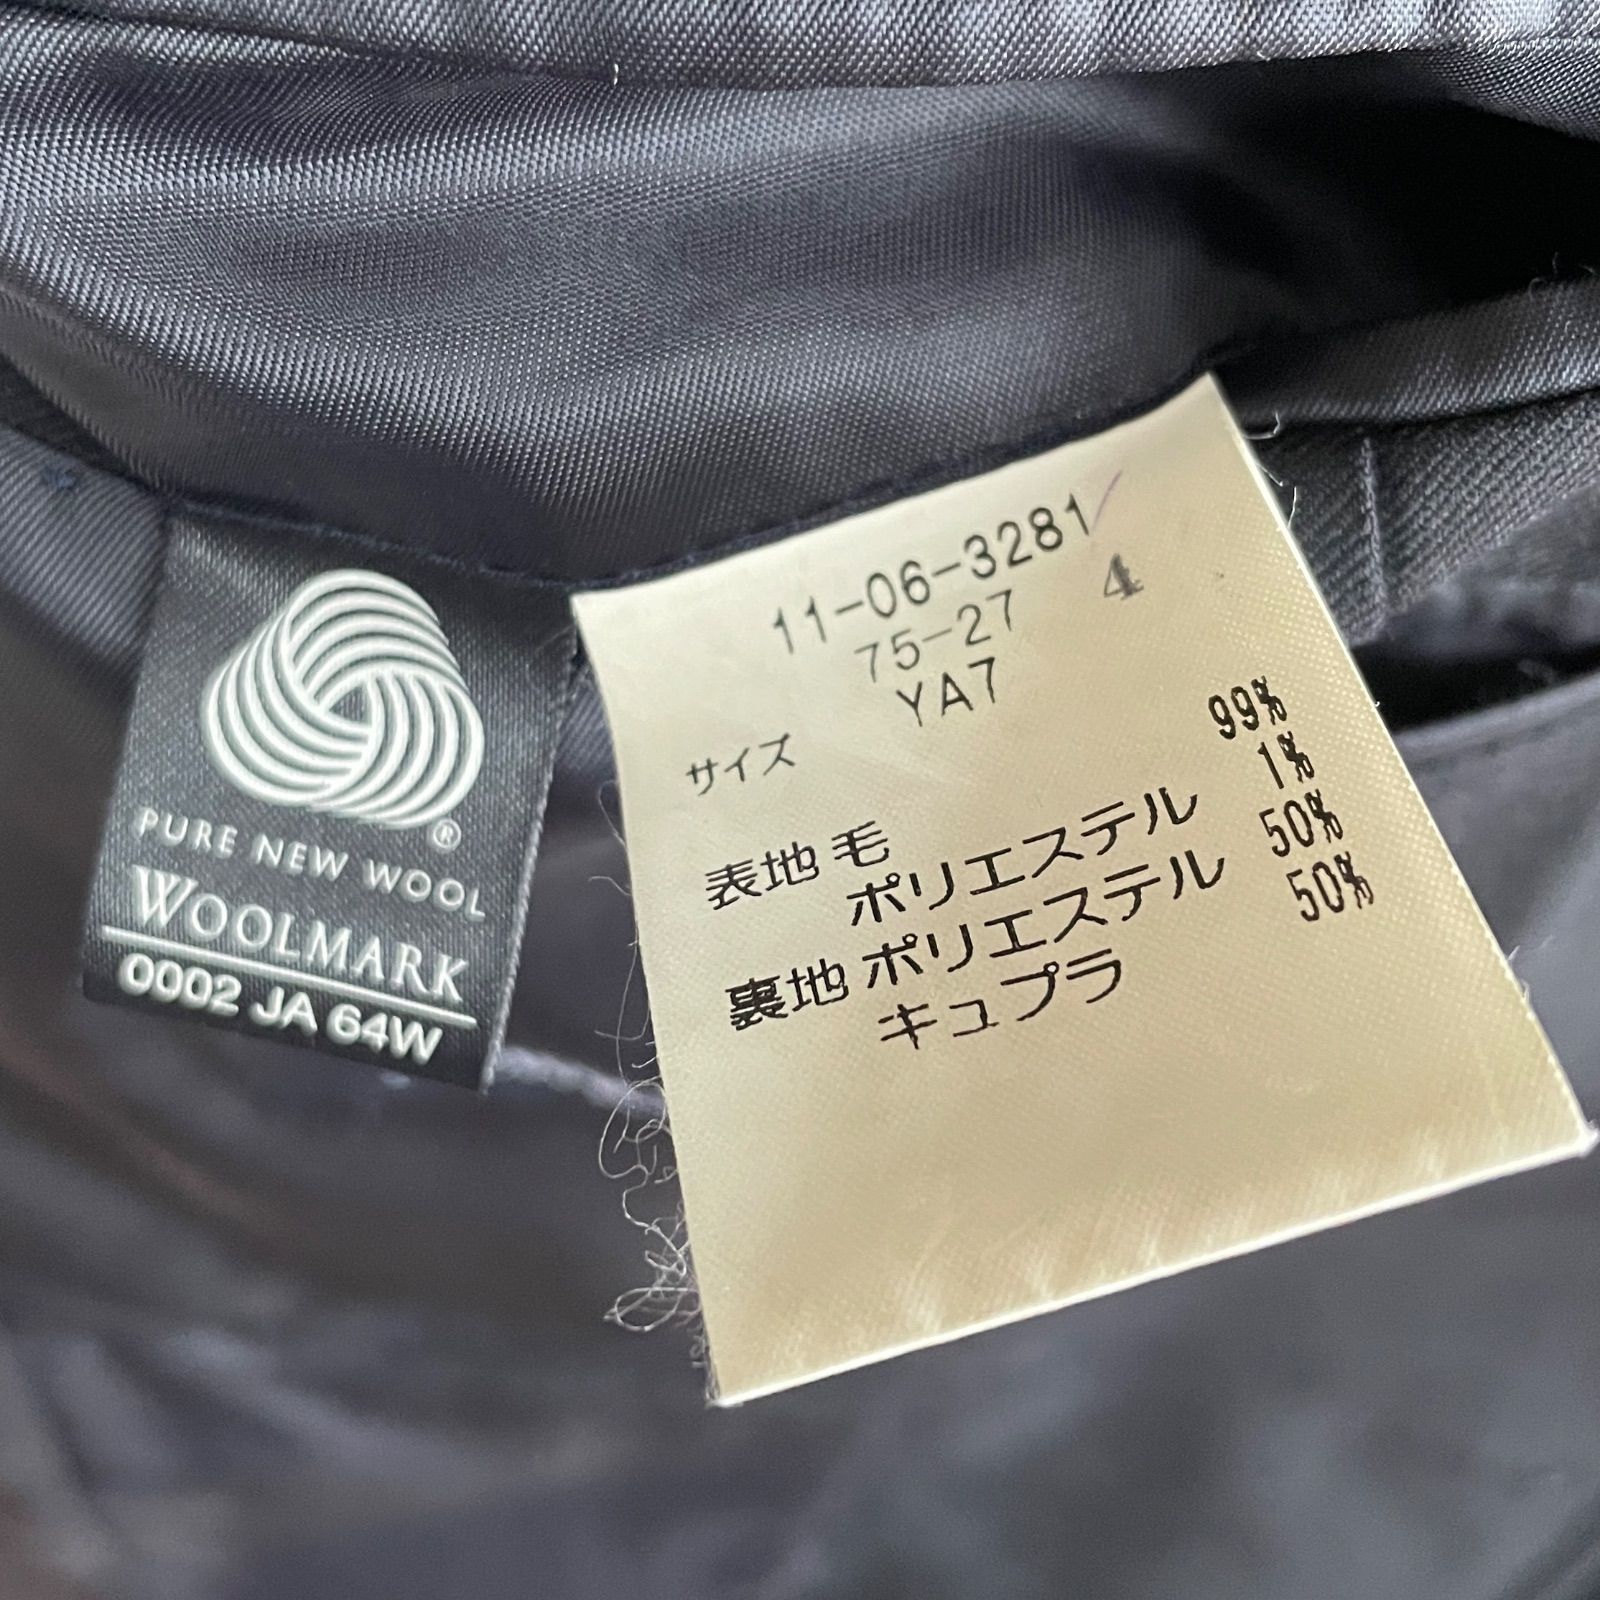 PURE NEW WOOL
WOOLMARK
0002 JA 64W
11-06-3281
75-27 4
サイズ YA7
表地 毛 99%
ポリエステル 1%
裏地 ポリエステル 50%
キュプラ 50%